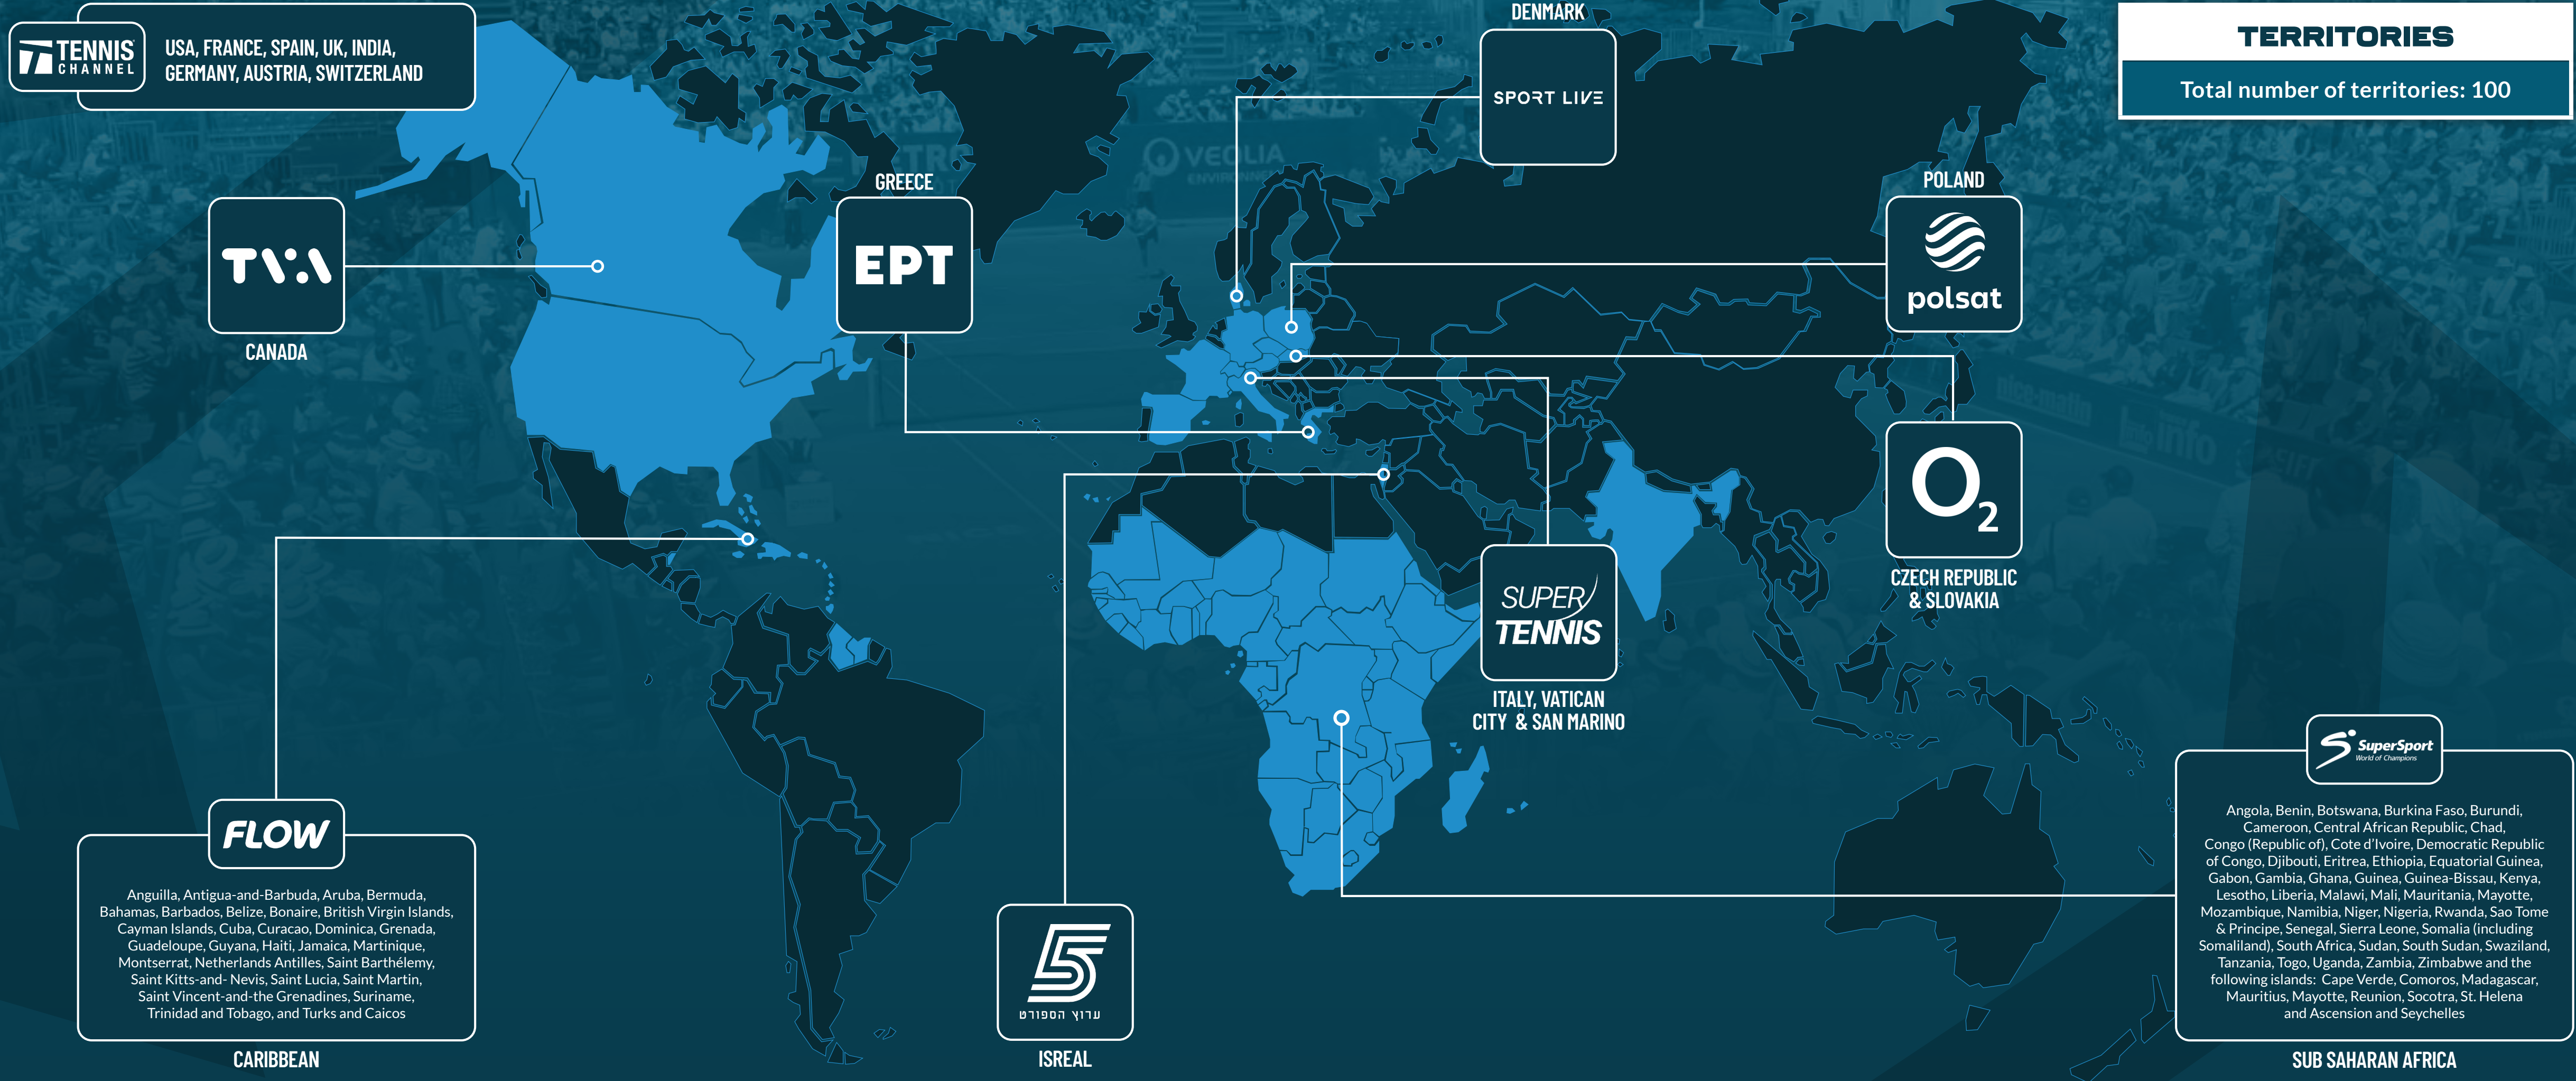 TENNIS
CHANNEL
USA, FRANCE, SPAIN, UK, INDIA,
GERMANY, AUSTRIA, SWITZERLAND
DENMARK
SPORT LIVE
TERRITORIES
Total number of territories: 100
TVA
CANADA
GREECE
ΕΡΤ
VEOLIA
ENVIRONNEMENT
POLAND
polsat
O2
CZECH REPUBLIC
& SLOVAKIA
SUPER
TENNIS
ITALY, VATICAN
CITY & SAN MARINO
FLOW
Anguilla, Antigua-and-Barbuda, Aruba, Bermuda,
Bahamas, Barbados, Belize, Bonaire, British Virgin Islands,
Cayman Islands, Cuba, Curacao, Dominica, Grenada,
Guadeloupe, Guyana, Haiti, Jamaica, Martinique,
Montserrat, Netherlands Antilles, Saint Barthélemy,
Saint Kitts-and- Nevis, Saint Lucia, Saint Martin,
Saint Vincent-and-the Grenadines, Suriname,
Trinidad and Tobago, and Turks and Caicos
CARIBBEAN
5
ערוץ הספורט
ISREAL
SuperSport
World of Champions
Angola, Benin, Botswana, Burkina Faso, Burundi,
Cameroon, Central African Republic, Chad,
Congo (Republic of), Cote d'Ivoire, Democratic Republic
of Congo, Djibouti, Eritrea, Ethiopia, Equatorial Guinea,
Gabon, Gambia, Ghana, Guinea, Guinea-Bissau, Kenya,
Lesotho, Liberia, Malawi, Mali, Mauritania, Mayotte,
Mozambique, Namibia, Niger, Nigeria, Rwanda, Sao Tome
& Principe, Senegal, Sierra Leone, Somalia (including
Somaliland), South Africa, Sudan, South Sudan, Swaziland,
Tanzania, Togo, Uganda, Zambia, Zimbabwe and the
following islands: Cape Verde, Comoros, Madagascar,
Mauritius, Mayotte, Reunion, Socotra, St. Helena
and Ascension and Seychelles
SUB SAHARAN AFRICA